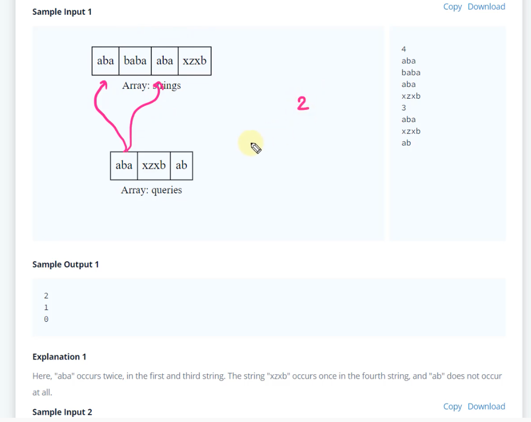 Sample Input 1
Copy Download
aba baba aba xzxb
Array: strings
2
aba xzxb ab
Array: queries
4
aba
baba
aba
xzxb
3
aba
xzxb
ab
Sample Output 1
2
1
0
Explanation 1
Here, "aba" occurs twice, in the first and third string. The string "xzxb" occurs once in the fourth string, and "ab" does not occur
at all.
Sample Input 2
Copy Download